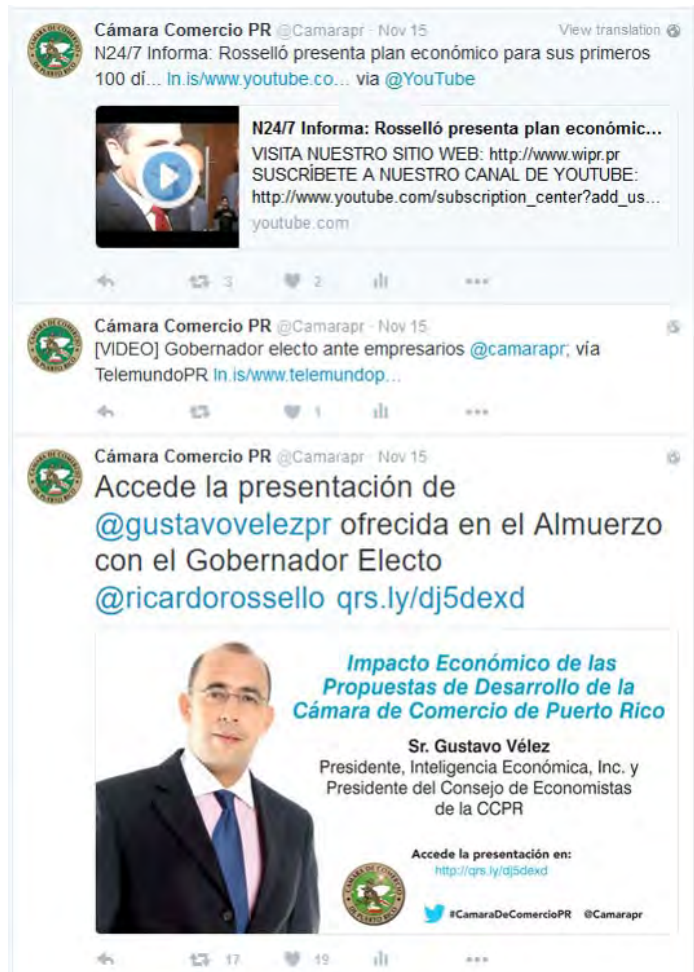 Cámara Comercio PR @Camarapr · Nov 15 View translation
N24/7 Informa: Rosselló presenta plan económico para sus primeros
100 dí... ln.is/www.youtube.co... via @YouTube
N24/7 Informa: Rosselló presenta plan económic...
VISITA NUESTRO SITIO WEB: http://www.wipr.pr
SUSCRÍBETE A NUESTRO CANAL DE YOUTUBE:
http://www.youtube.com/subscription_center?add_us...
youtube.com
3 2
Cámara Comercio PR @Camarapr · Nov 15
[VIDEO] Gobernador electo ante empresarios @camarapr; vía
TelemundoPR ln.is/www.telemundop...
1
Cámara Comercio PR @Camarapr · Nov 15
Accede la presentación de
@gustavovelezpr ofrecida en el Almuerzo
con el Gobernador Electo
@ricardorossello qrs.ly/dj5dexd
Impacto Económico de las
Propuestas de Desarrollo de la
Cámara de Comercio de Puerto Rico
Sr. Gustavo Vélez
Presidente, Inteligencia Económica, Inc. y
Presidente del Consejo de Economistas
de la CCPR
Accede la presentación en:
http://qrs.ly/dj5dexd
#CamaraDeComercioPR @Camarapr
17 19